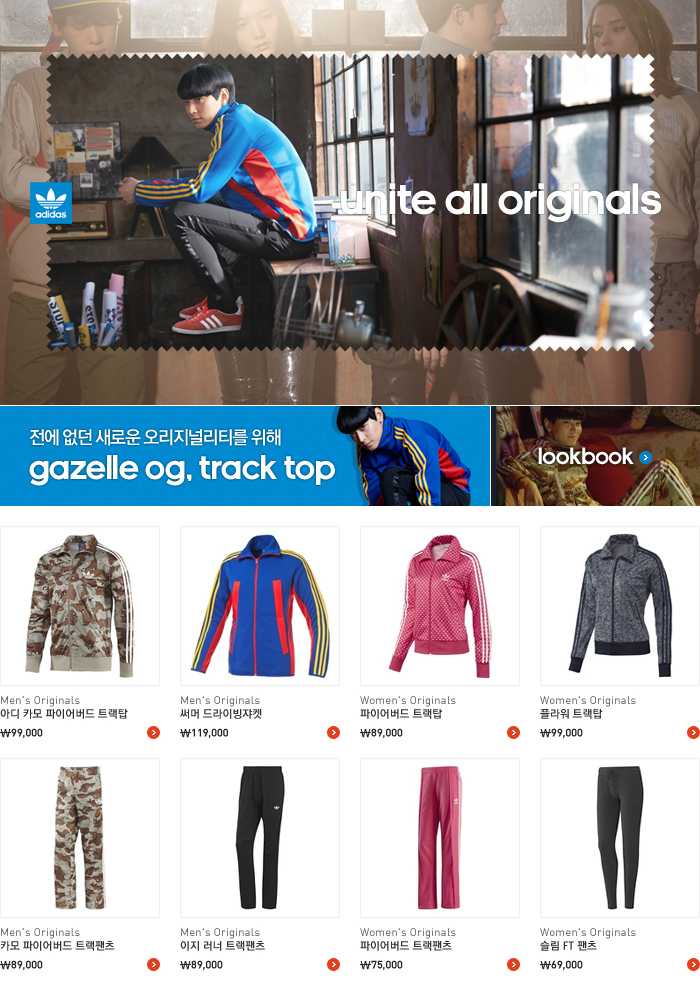 adidas
unite all originals
STOP
전에 없던 새로운 오리지널리티를 위해
gazelle og, track top
lookbook
Men's Originals
아디 카모 파이어버드 트랙탑
₩99,000
Men's Originals
써머 드라이빙쟈켓
₩119,000
Women's Originals
파이어버드 트랙탑
₩89,000
Women's Originals
플라워 트랙탑
₩99,000
Men's Originals
카모 파이어버드 트랙팬츠
₩89,000
Men's Originals
이지 러너 트랙팬츠
₩89,000
Women's Originals
파이어버드 트랙팬츠
₩75,000
Women's Originals
슬림 FT 팬츠
₩69,000